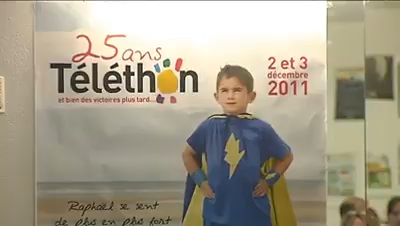 25 ans
Téléthon
et bien des victoires plus tard...
2 et 3
décembre
2011
Raphaël se sent
de plus en plus fort